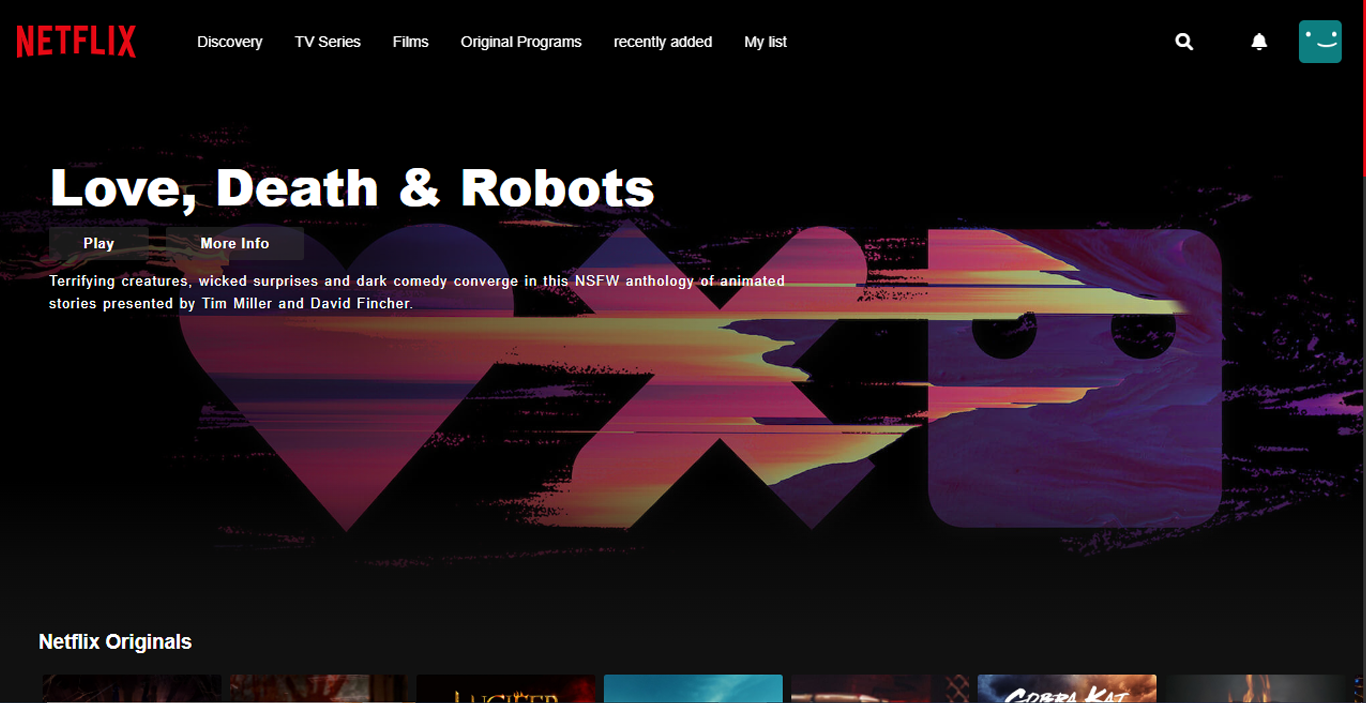 NETFLIX
Discovery
TV Series
Films
Original Programs
recently added
My list
Love, Death & Robots
Play
More Info
Terrifying creatures, wicked surprises and dark comedy converge in this NSFW anthology of animated
stories presented by Tim Miller and David Fincher.
Netflix Originals
LUCIFER
COBRA KAI